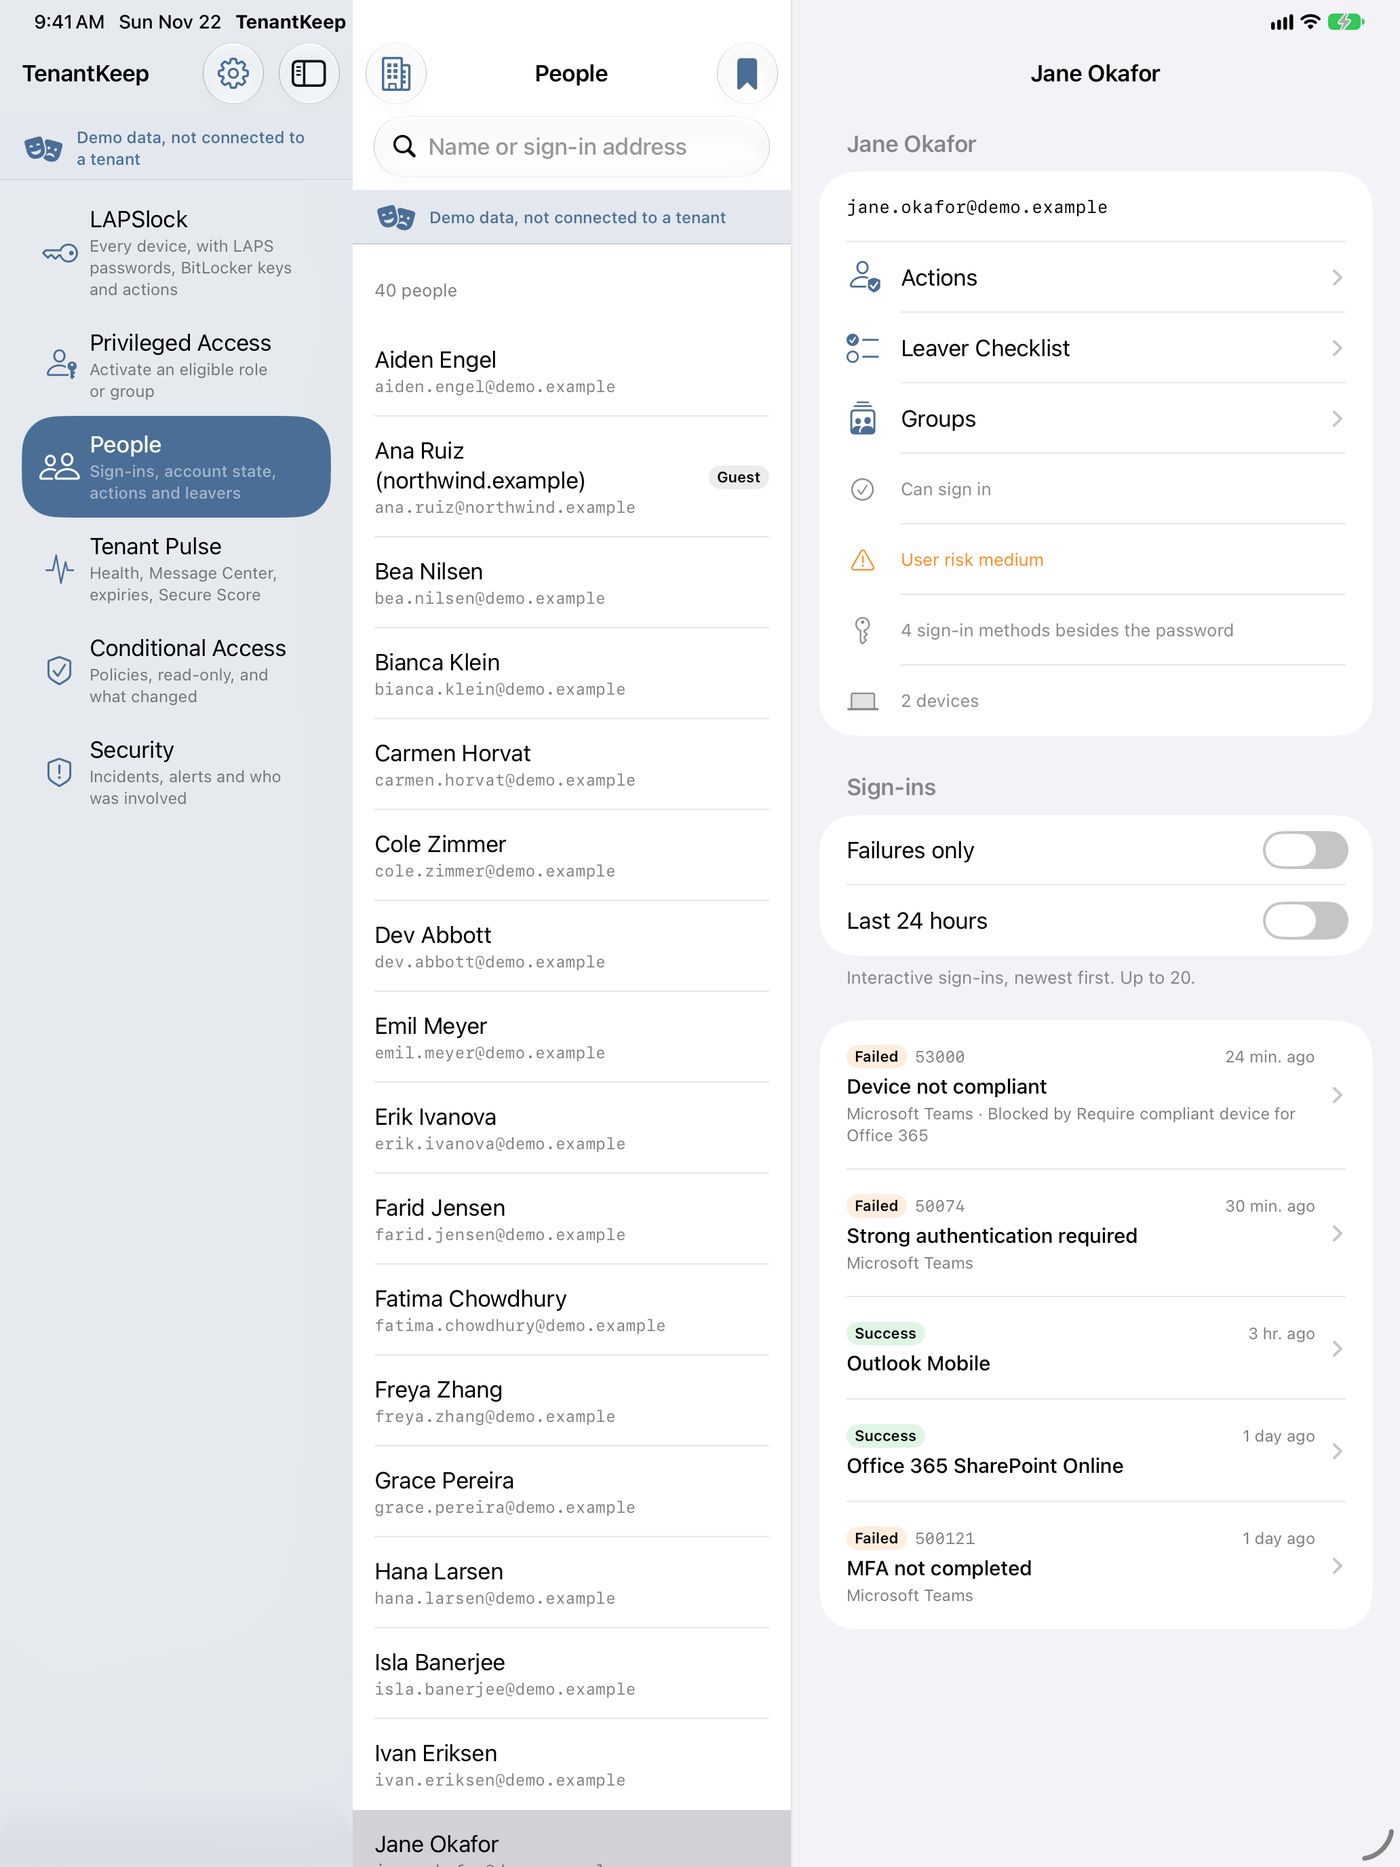 9:41 AM Sun Nov 22 TenantKeep
TenantKeep
Demo data, not connected to
a tenant
LAPSlock
Every device, with LAPS
passwords, BitLocker keys
and actions
Privileged Access
Activate an eligible role
or group
People
Sign-ins, account state,
actions and leavers
Tenant Pulse
Health, Message Center,
expiries, Secure Score
Conditional Access
Policies, read-only, and
what changed
Security
Incidents, alerts and who
was involved
People
Name or sign-in address
Demo data, not connected to a tenant
40 people
Aiden Engel
aiden.engel@demo.example
Ana Ruiz
(northwind.example)
Guest
ana.ruiz@northwind.example
Bea Nilsen
bea.nilsen@demo.example
Bianca Klein
bianca.klein@demo.example
Carmen Horvat
carmen.horvat@demo.example
Cole Zimmer
cole.zimmer@demo.example
Dev Abbott
dev.abbott@demo.example
Emil Meyer
emil.meyer@demo.example
Erik Ivanova
erik.ivanova@demo.example
Farid Jensen
farid.jensen@demo.example
Fatima Chowdhury
fatima.chowdhury@demo.example
Freya Zhang
freya.zhang@demo.example
Grace Pereira
grace.pereira@demo.example
Hana Larsen
hana.larsen@demo.example
Isla Banerjee
isla.banerjee@demo.example
Ivan Eriksen
ivan.eriksen@demo.example
Jane Okafor
Jane Okafor
Jane Okafor
jane.okafor@demo.example
Actions
Leaver Checklist
Groups
Can sign in
User risk medium
4 sign-in methods besides the password
2 devices
Sign-ins
Failures only
Last 24 hours
Interactive sign-ins, newest first. Up to 20.
Failed 53000 24 min. ago
Device not compliant
Microsoft Teams · Blocked by Require compliant device for
Office 365
Failed 50074 30 min. ago
Strong authentication required
Microsoft Teams
Success 3 hr. ago
Outlook Mobile
Success 1 day ago
Office 365 SharePoint Online
Failed 500121 1 day ago
MFA not completed
Microsoft Teams